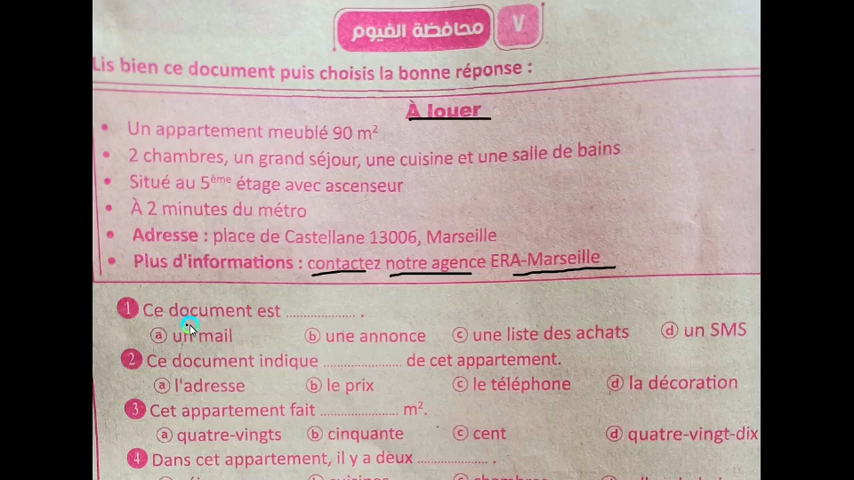 محافظة الفيوم ٧
Lis bien ce document puis choisis la bonne réponse :
À louer
• Un appartement meublé 90 m²
• 2 chambres, un grand séjour, une cuisine et une salle de bains
• Situé au 5ème étage avec ascenseur
• À 2 minutes du métro
• Adresse : place de Castellane 13006, Marseille
• Plus d'informations : contactez notre agence ERA-Marseille
1 Ce document est .................... .
ⓐ un mail ⓑ une annonce ⓒ une liste des achats ⓓ un SMS
2 Ce document indique ...................... de cet appartement.
ⓐ l'adresse ⓑ le prix ⓒ le téléphone ⓓ la décoration
3 Cet appartement fait ...................... m².
ⓐ quatre-vingts ⓑ cinquante ⓒ cent ⓓ quatre-vingt-dix
4 Dans cet appartement, il y a deux .................... .